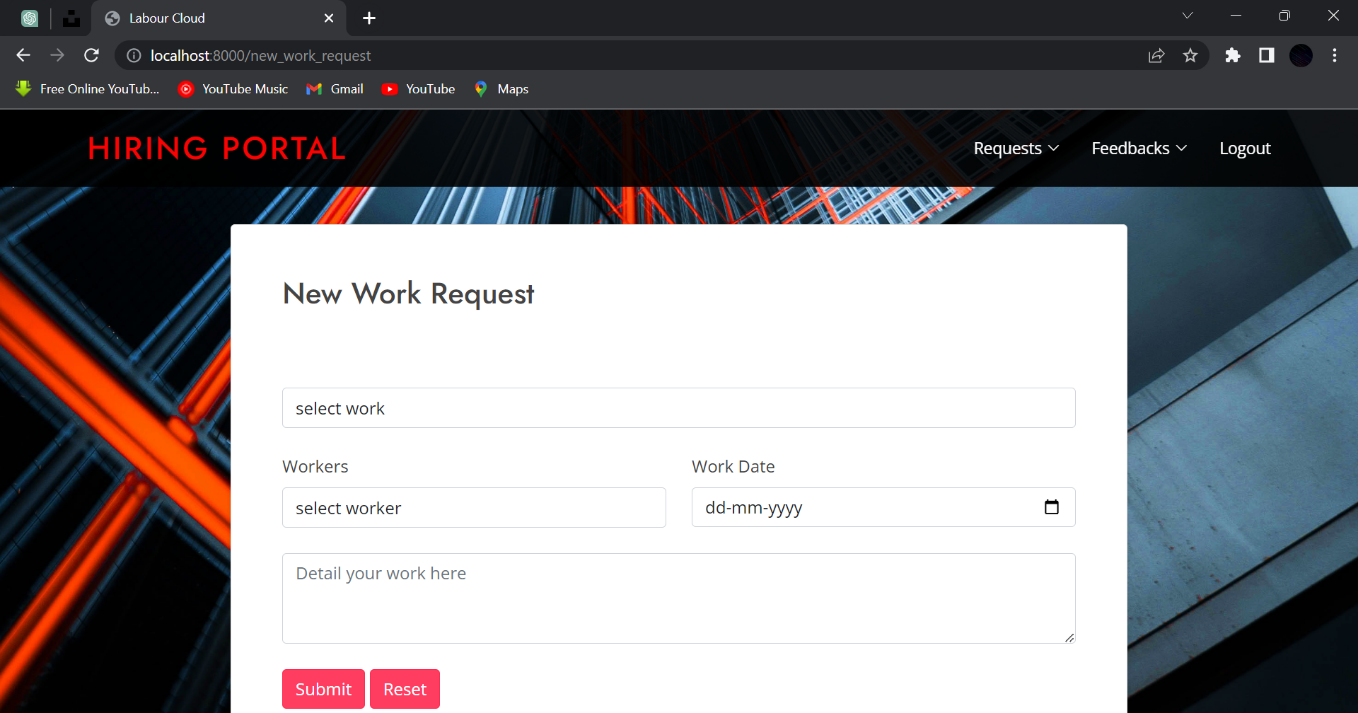 Labour Cloud
localhost:8000/new_work_request
Free Online YouTub... YouTube Music Gmail YouTube Maps
HIRING PORTAL Requests Feedbacks Logout
New Work Request
select work
Workers Work Date
select worker dd-mm-yyyy
Detail your work here
Submit Reset